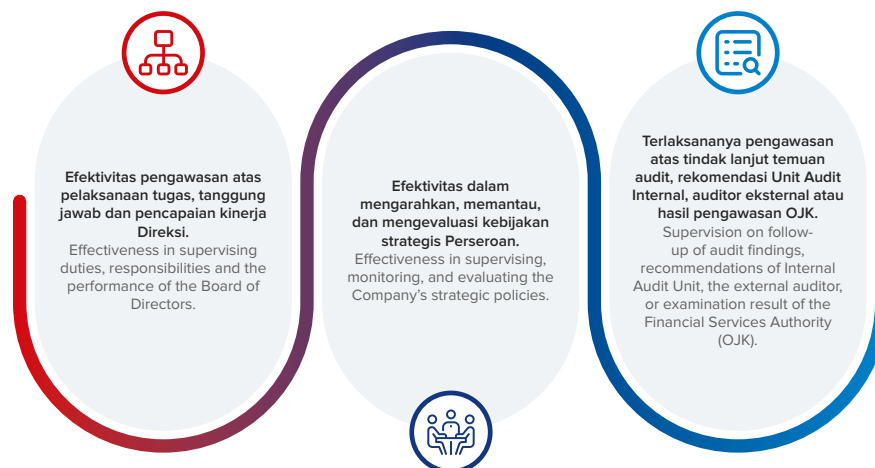 Efektivitas pengawasan atas
pelaksanaan tugas, tanggung
jawab dan pencapaian kinerja
Direksi.
Effectiveness in supervising
duties, responsibilities and the
performance of the Board of
Directors.
Efektivitas dalam
mengarahkan, memantau,
dan mengevaluasi kebijakan
strategis Perseroan.
Effectiveness in supervising,
monitoring, and evaluating the
Company's strategic policies.
Terlaksananya pengawasan
atas tindak lanjut temuan
audit, rekomendasi Unit Audit
Internal, auditor eksternal atau
hasil pengawasan OJK.
Supervision on follow-
up of audit findings,
recommendations of Internal
Audit Unit, the external auditor,
or examination result of the
Financial Services Authority
(OJK).